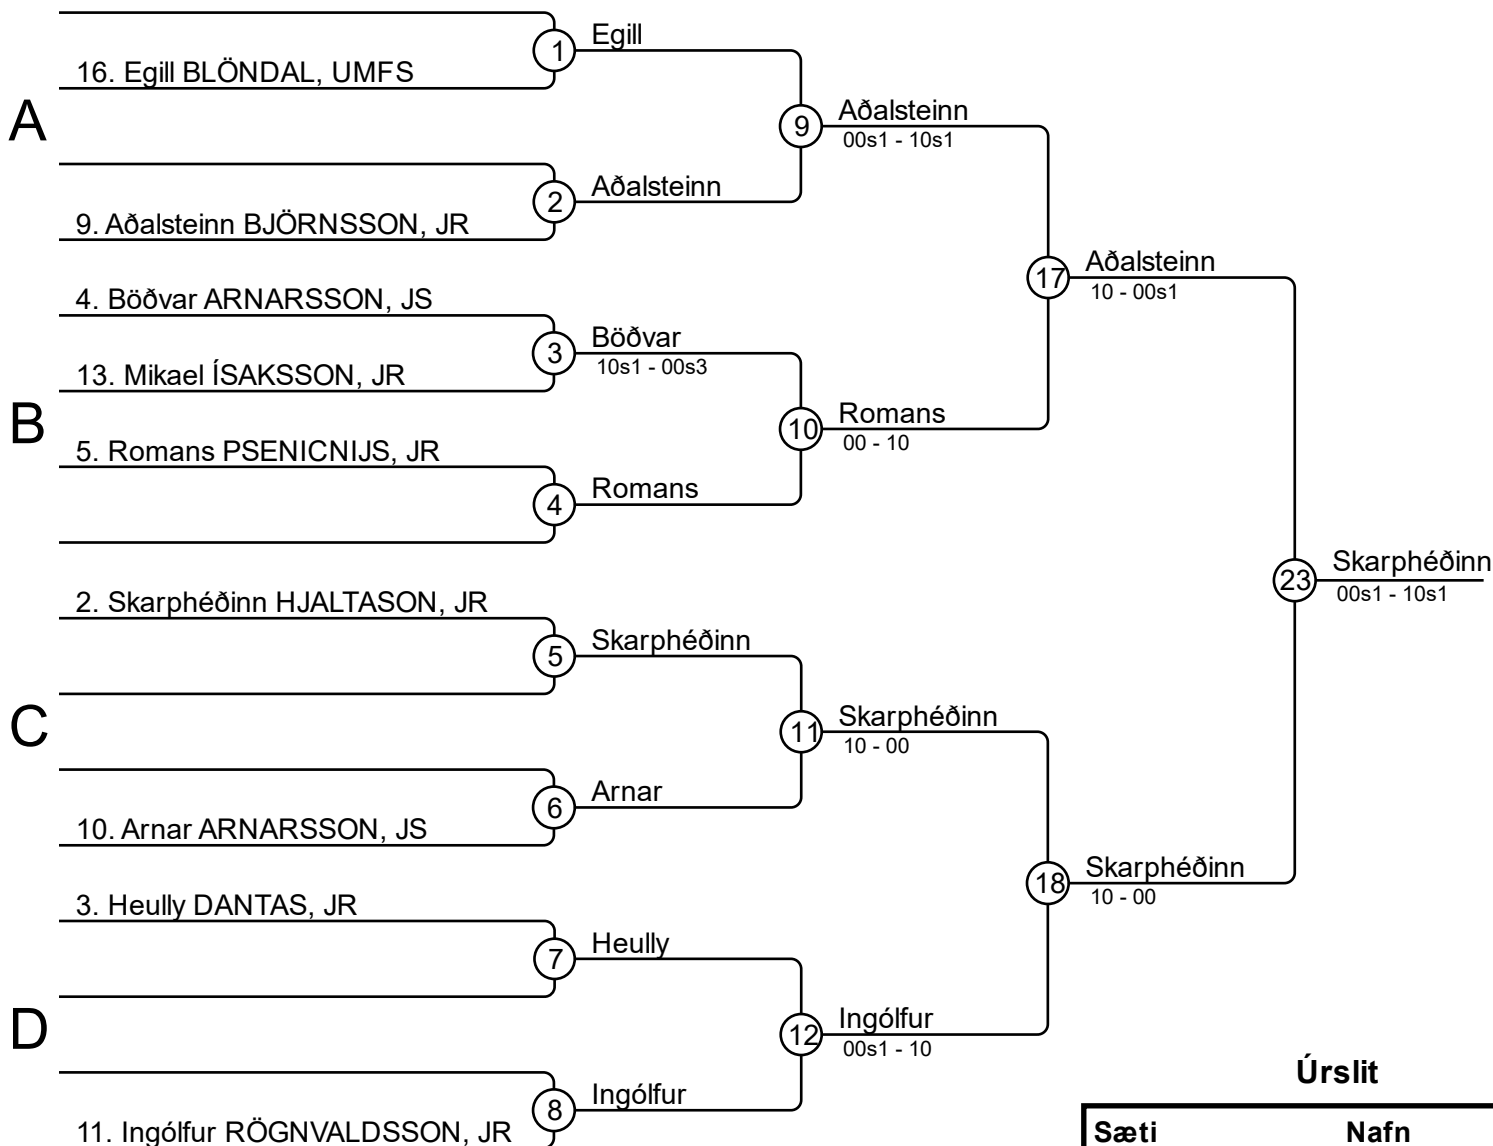 Egill
1
16. Egill BLÖNDAL, UMFS
A
Aðalsteinn
9
00s1 - 10s1
Aðalsteinn
2
9. Aðalsteinn BJÖRNSSON, JR
Aðalsteinn
17
10 - 00s1
4. Böðvar ARNARSSON, JS
Böðvar
3
10s1 - 00s3
13. Mikael ÍSAKSSON, JR
B
Romans
10
00 - 10
5. Romans PSENICNIJS, JR
Romans
4
Skarphéðinn
23
00s1 - 10s1
2. Skarphéðinn HJALTASON, JR
Skarphéðinn
5
C
Skarphéðinn
11
10 - 00
Arnar
6
10. Arnar ARNARSSON, JS
Skarphéðinn
18
10 - 00
3. Heully DANTAS, JR
Heully
7
D
Ingólfur
12
00s1 - 10
Úrslit
Ingólfur
8
11. Ingólfur RÖGNVALDSSON, JR
Sæti Nafn